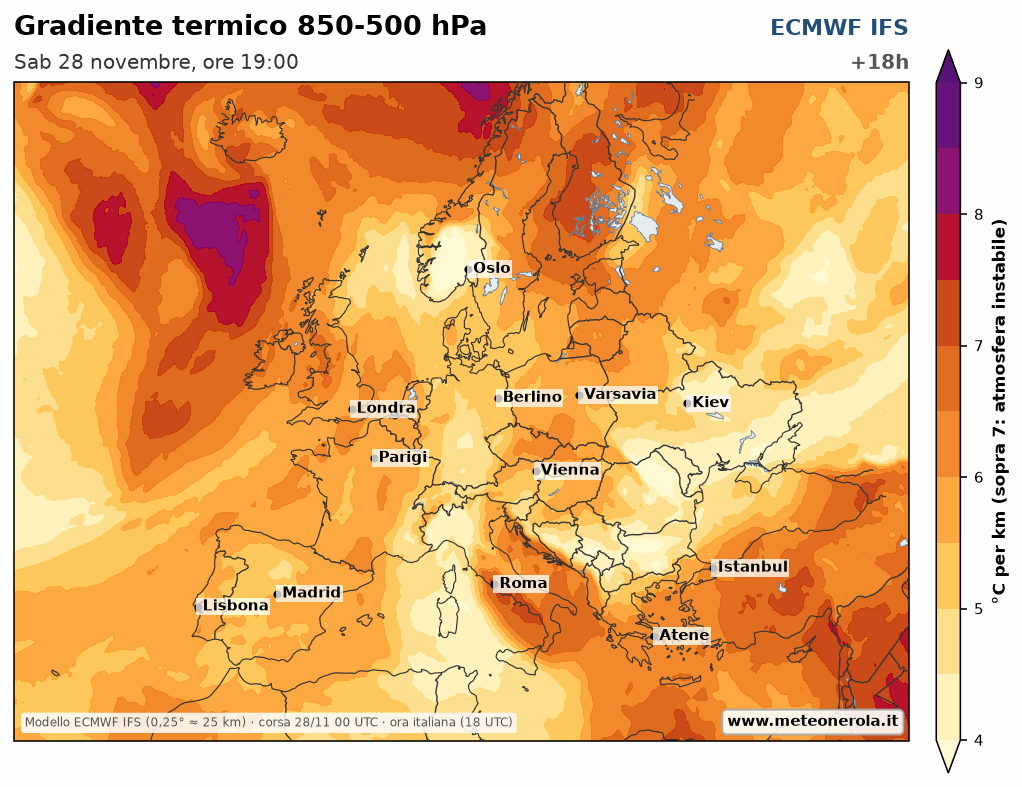 Gradiente termico 850-500 hPa
ECMWF IFS
Sab 28 novembre, ore 19:00
+18h
Oslo
Berlino
Varsavia
Kiev
Londra
Parigi
Vienna
Istanbul
Roma
Madrid
Lisbona
Atene
Modello ECMWF IFS (0,25° ≈ 25 km) · corsa 28/11 00 UTC · ora italiana (18 UTC)
www.meteonerola.it
9
8
7
6
5
4
°C per km (sopra 7: atmosfera instabile)